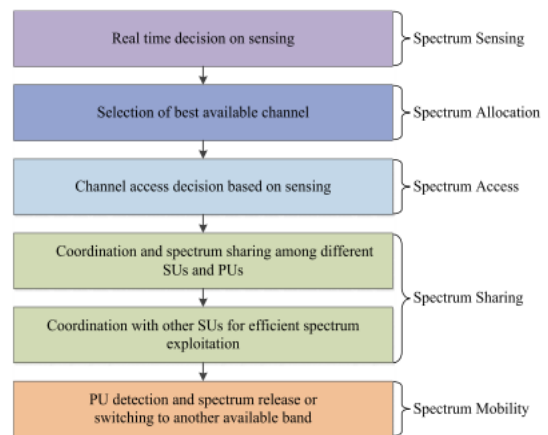 Real time decision on sensing
Spectrum Sensing
Selection of best available channel
Spectrum Allocation
Channel access decision based on sensing
Spectrum Access
Coordination and spectrum sharing among different
SUs and PUs
Spectrum Sharing
Coordination with other SUs for efficient spectrum
exploitation
PU detection and spectrum release or
switching to another available band
Spectrum Mobility